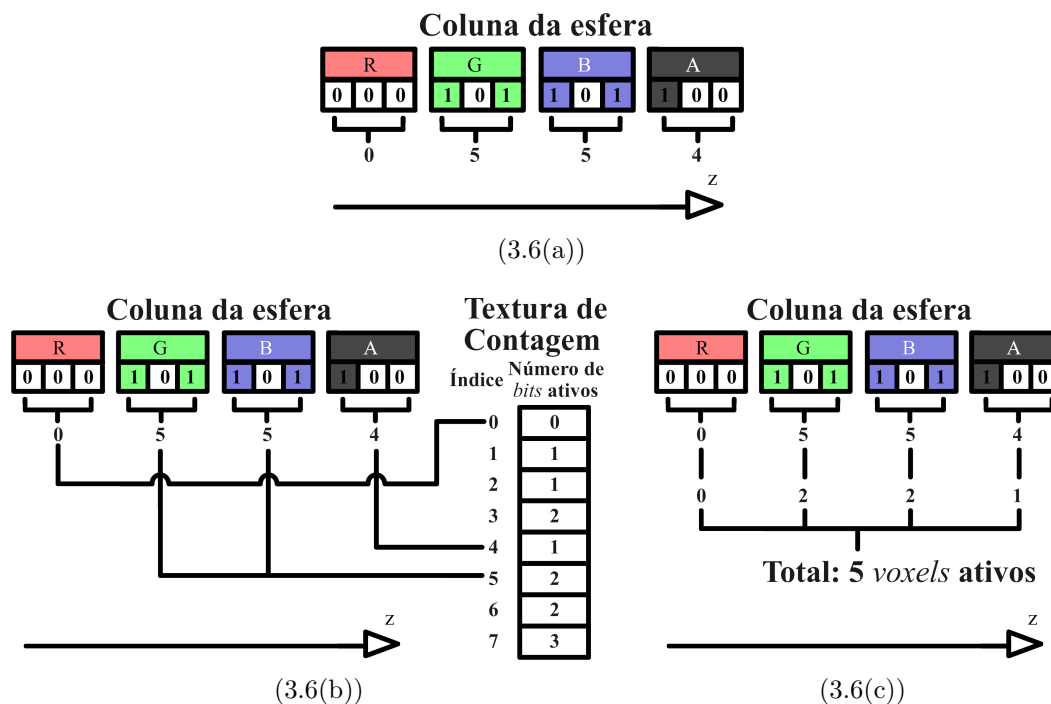 Coluna da esfera
R G B A
0 0 0 1 0 1 1 0 1 1 0 0
0 5 5 4
z
(3.6(a))
Coluna da esfera
R G B A
0 0 0 1 0 1 1 0 1 1 0 0
0 5 5 4
z
Textura de
Contagem
Índice Número de
bits ativos
0 0
1 1
2 1
3 2
4 1
5 2
6 2
7 3
(3.6(b))
Coluna da esfera
R G B A
0 0 0 1 0 1 1 0 1 1 0 0
0 5 5 4
0 2 2 1
Total: 5 voxels ativos
z
(3.6(c))